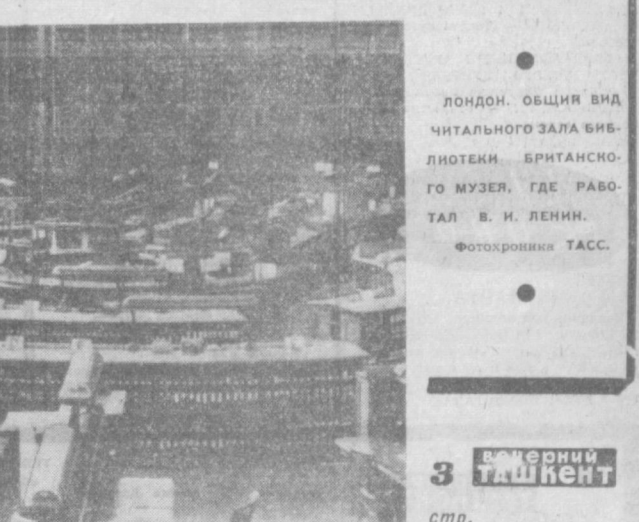 ЛОНДОН. ОБЩИЙ ВИД
ЧИТАЛЬНОГО ЗАЛА БИБ-
ЛИОТЕКИ БРИТАНСКО-
ГО МУЗЕЯ, ГДЕ РАБО-
ТАЛ В. И. ЛЕНИН.
Фотохроника ТАСС.
3 вечерний
ТАШКЕНТ
стр.